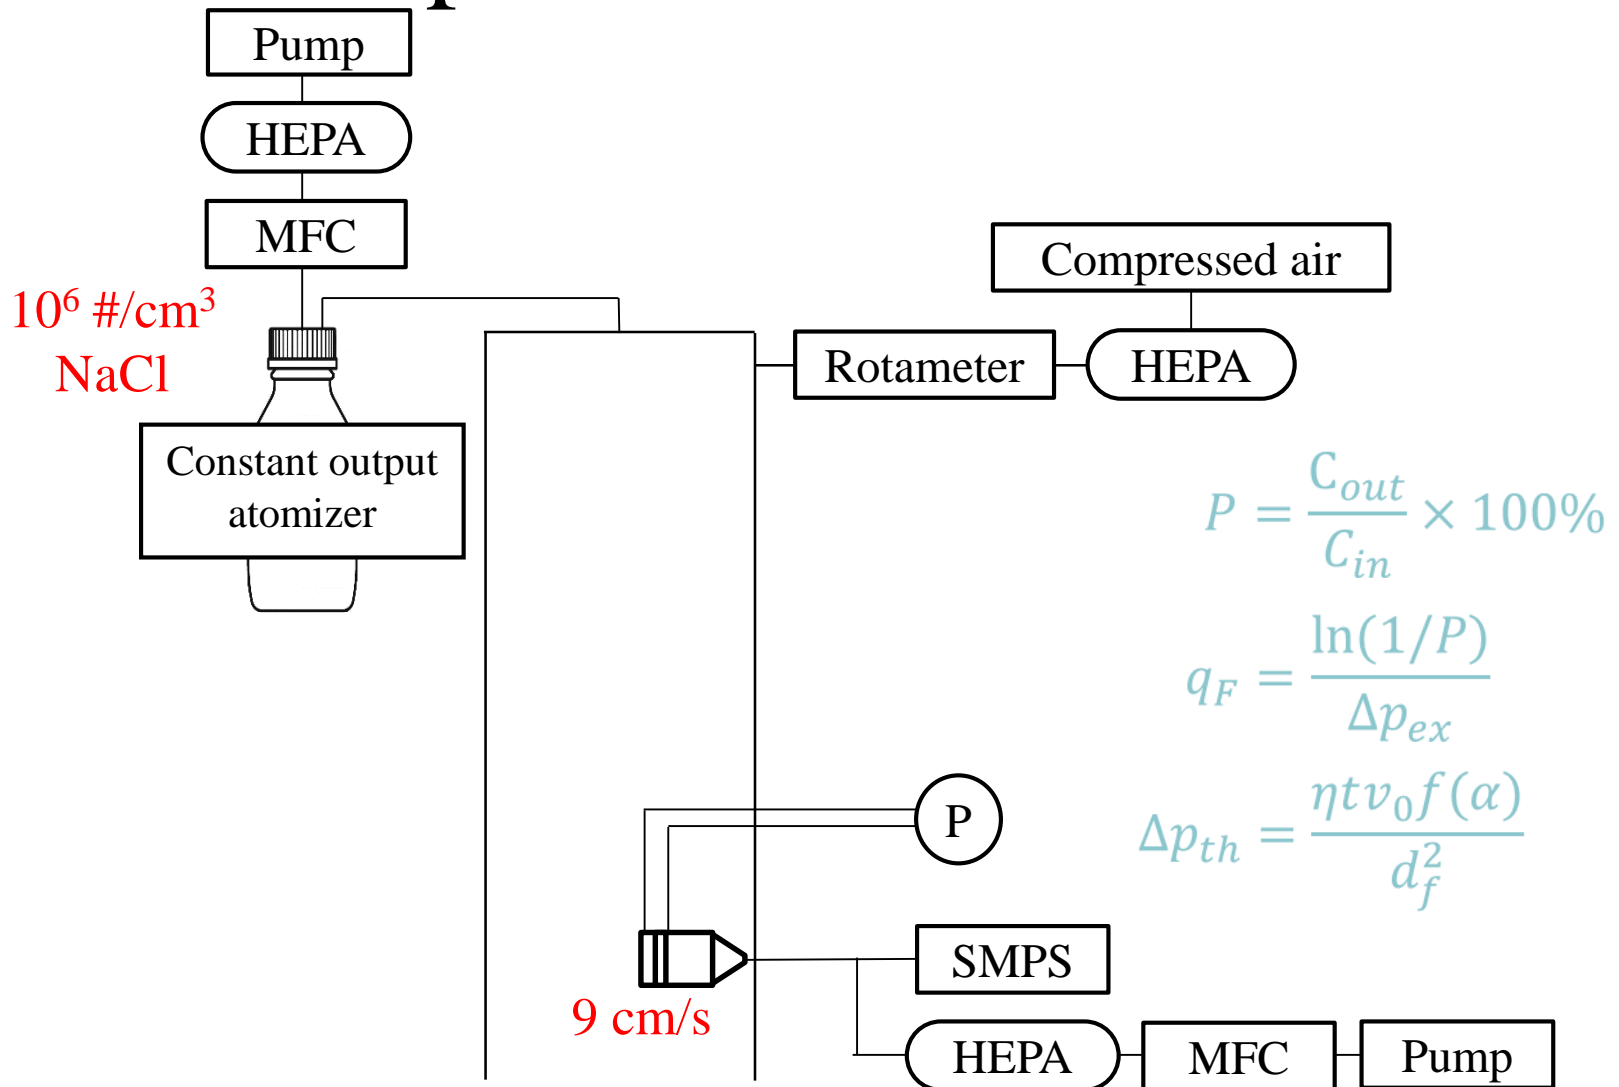 Pump
HEPA
MFC
10⁶ #/cm³
NaCl
Constant output
atomizer
Compressed air
Rotameter
HEPA
P = C_out / C_in × 100%
q_F = ln(1/P) / Δp_ex
Δp_th = ηtv₀f(α) / d_f²
P
SMPS
9 cm/s
HEPA
MFC
Pump